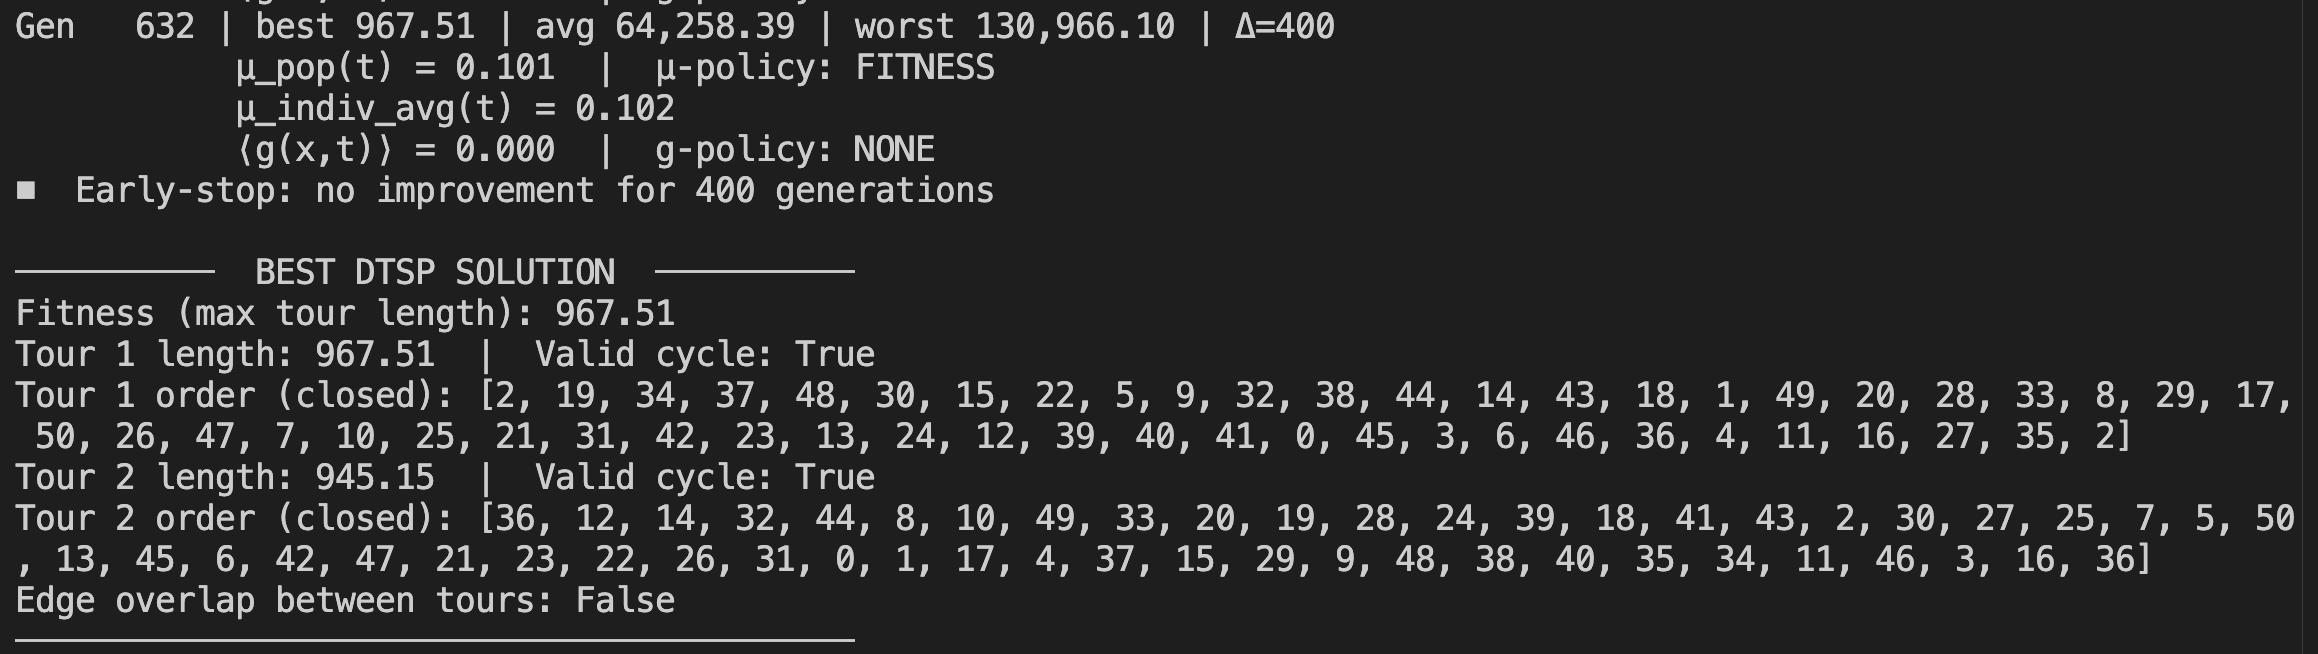 Gen   632 | best 967.51 | avg 64,258.39 | worst 130,966.10 | Δ=400
μ_pop(t) = 0.101  |  μ-policy: FITNESS
μ_indiv_avg(t) = 0.102
⟨g(x,t)⟩ = 0.000  |  g-policy: NONE
■  Early-stop: no improvement for 400 generations
──────────  BEST DTSP SOLUTION  ──────────
Fitness (max tour length): 967.51
Tour 1 length: 967.51  |  Valid cycle: True
Tour 1 order (closed): [2, 19, 34, 37, 48, 30, 15, 22, 5, 9, 32, 38, 44, 14, 43, 18, 1, 49, 20, 28, 33, 8, 29, 17,
50, 26, 47, 7, 10, 25, 21, 31, 42, 23, 13, 24, 12, 39, 40, 41, 0, 45, 3, 6, 46, 36, 4, 11, 16, 27, 35, 2]
Tour 2 length: 945.15  |  Valid cycle: True
Tour 2 order (closed): [36, 12, 14, 32, 44, 8, 10, 49, 33, 20, 19, 28, 24, 39, 18, 41, 43, 2, 30, 27, 25, 7, 5, 50
, 13, 45, 6, 42, 47, 21, 23, 22, 26, 31, 0, 1, 17, 4, 37, 15, 29, 9, 48, 38, 40, 35, 34, 11, 46, 3, 16, 36]
Edge overlap between tours: False